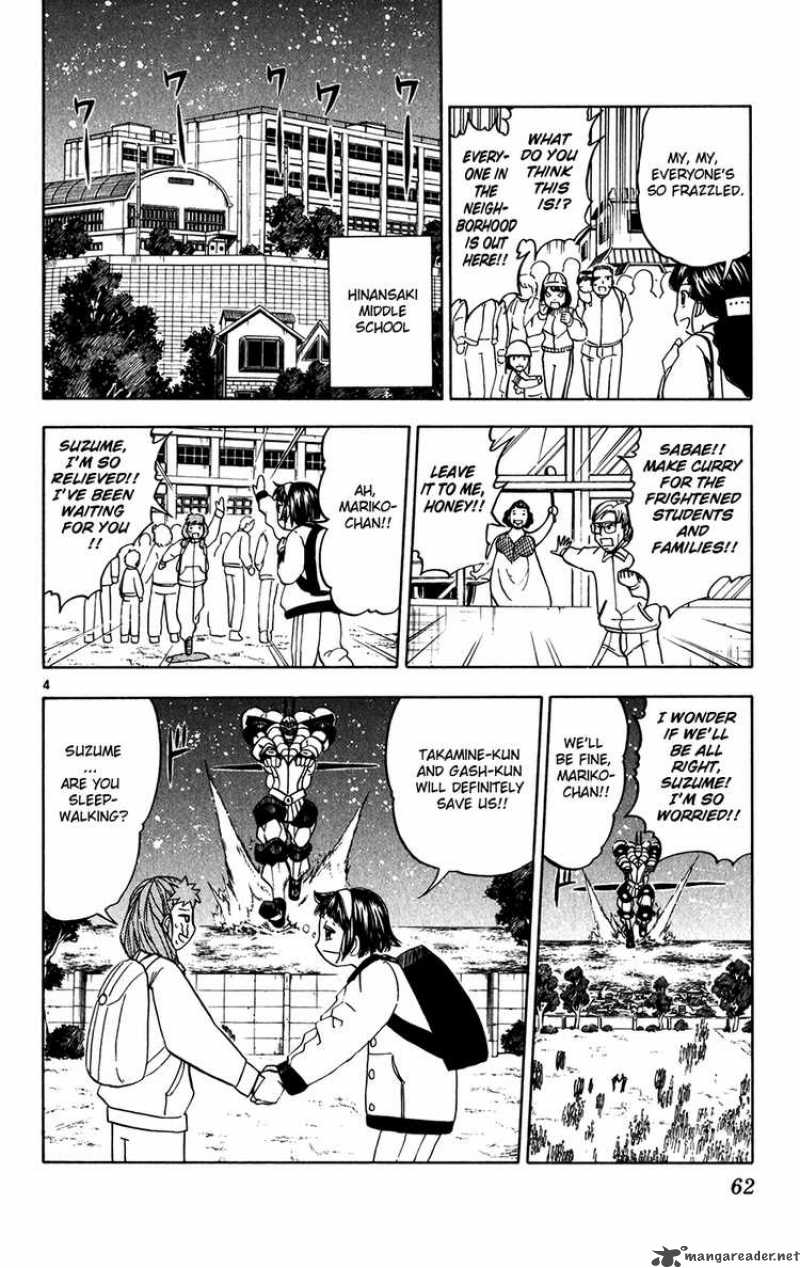 MY, MY,
EVERYONE'S
SO FRAZZLED.
WHAT
DO YOU
THINK
THIS
IS!?
EVERY-
ONE IN
THE
NEIGH-
BORHOOD
IS OUT
HERE!!
ワ ワ ワ ワ ワ
HINANSAKI
MIDDLE
SCHOOL
SABAE!!
MAKE CURRY
FOR THE
FRIGHTENED
STUDENTS
AND
FAMILIES!!
LEAVE
IT TO ME,
HONEY!!
AH,
MARIKO-
CHAN!!
SUZUME,
I'M SO
RELIEVED!!
I'VE BEEN
WAITING
FOR YOU
!!
4
I WONDER
IF WE'LL
BE ALL
RIGHT,
SUZUME!
I'M SO
WORRIED!!
WE'LL
BE FINE,
MARIKO-
CHAN!!
TAKAMINE-KUN
AND GASH-KUN
WILL DEFINITELY
SAVE US!!
ド
SUZUME
...
ARE YOU
SLEEP-
WALKING?
62
mangareader.net